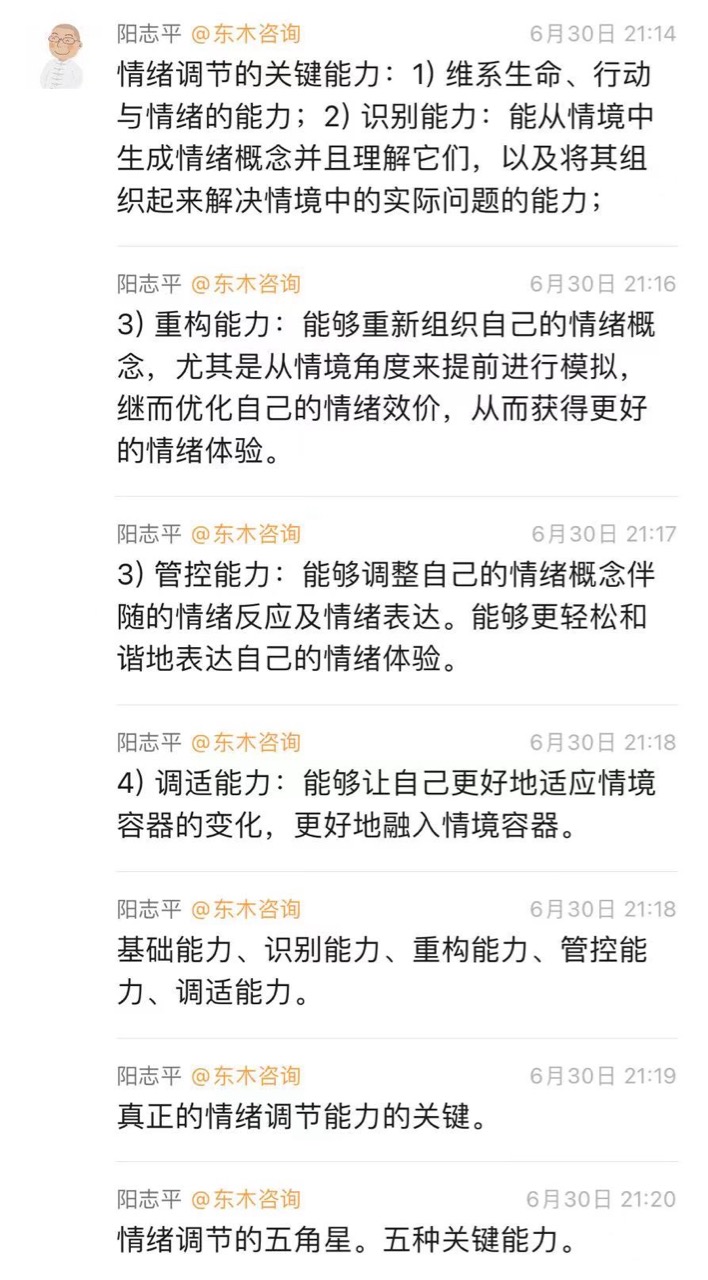 阳志平 @东木咨询 6月30日 21:14
情绪调节的关键能力：1) 维系生命、行动
与情绪的能力；2) 识别能力：能从情境中
生成情绪概念并且理解它们，以及将其组
织起来解决情境中的实际问题的能力；
阳志平 @东木咨询 6月30日 21:16
3) 重构能力：能够重新组织自己的情绪概
念，尤其是从情境角度来提前进行模拟，
继而优化自己的情绪效价，从而获得更好
的情绪体验。
阳志平 @东木咨询 6月30日 21:17
3) 管控能力：能够调整自己的情绪概念伴
随的情绪反应及情绪表达。能够更轻松和
谐地表达自己的情绪体验。
阳志平 @东木咨询 6月30日 21:18
4) 调适能力：能够让自己更好地适应情境
容器的变化，更好地融入情境容器。
阳志平 @东木咨询 6月30日 21:18
基础能力、识别能力、重构能力、管控能
力、调适能力。
阳志平 @东木咨询 6月30日 21:19
真正的情绪调节能力的关键。
阳志平 @东木咨询 6月30日 21:20
情绪调节的五角星。五种关键能力。